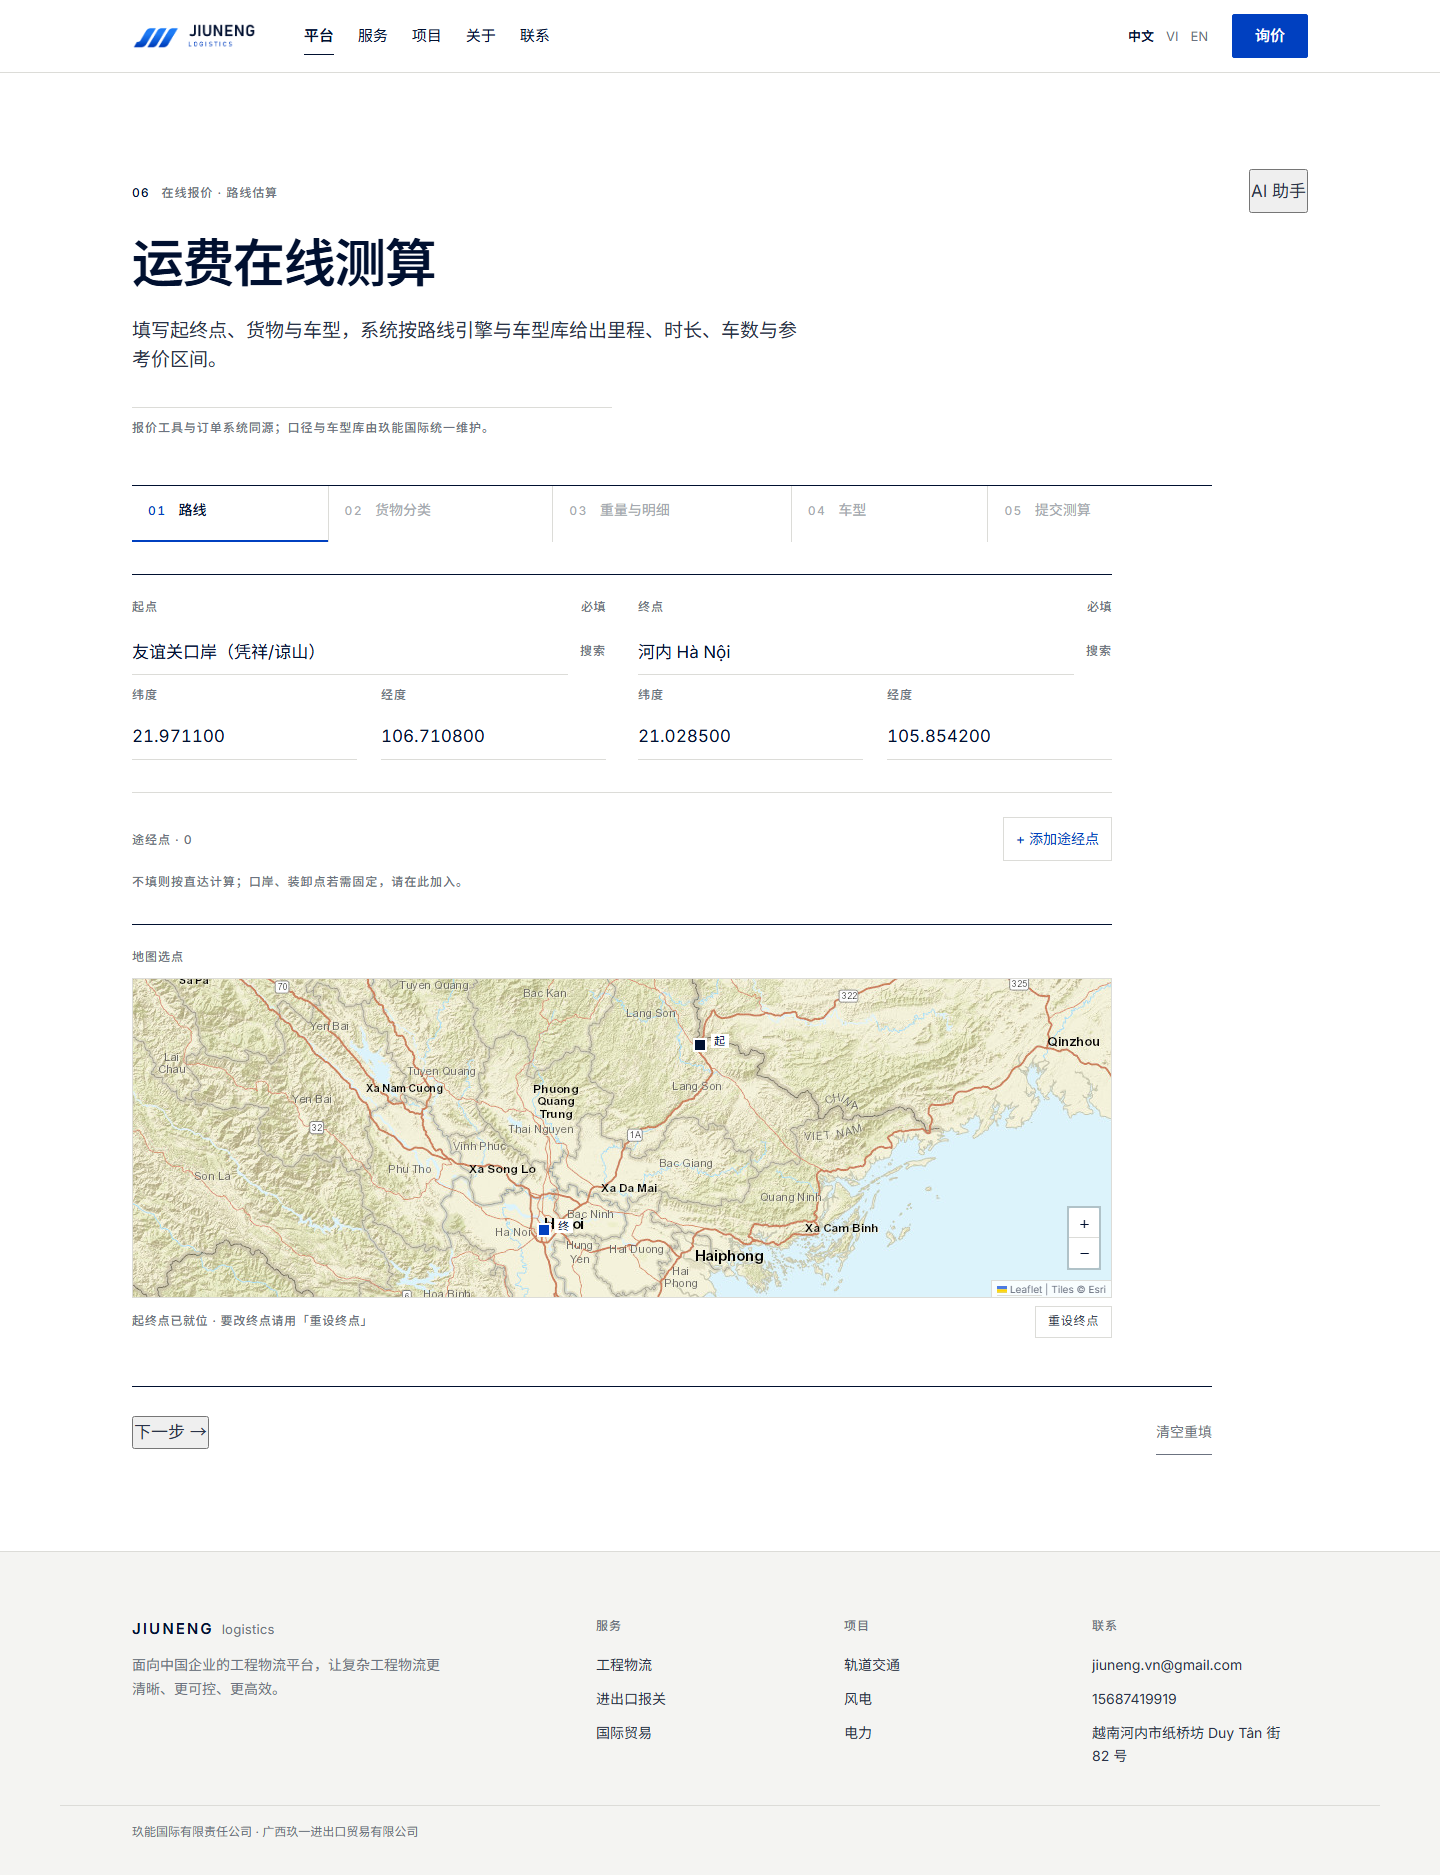 JIUNENG
LOGISTICS
平台 服务 项目 关于 联系
中文 VI EN
询价
06 在线报价 · 路线估算
AI 助手
运费在线测算
填写起终点、货物与车型，系统按路线引擎与车型库给出里程、时长、车数与参
考价区间。
报价工具与订单系统同源；口径与车型库由玖能国际统一维护。
01 路线
02 货物分类
03 重量与明细
04 车型
05 提交测算
起点 必填
终点 必填
友谊关口岸（凭祥/谅山） 搜索
河内 Hà Nội 搜索
纬度 经度 纬度 经度
21.971100 106.710800 21.028500 105.854200
途经点 · 0
+ 添加途经点
不填则按直达计算；口岸、装卸点若需固定，请在此加入。
地图选点
Sa Pa
70
Tuyen Quang
Bac Kan
322
325
Lang Son
Yen Bai
起
Qinzhou
Lai
Chau
Tuyen Quang
Xa Nam Cuong
Phuong
Quang
Trung
Lang Son
Yen Bai
CHINA
VIET NAM
32
Thai Nguyen
1A
Vinh Phuc
Phu Tho
Xa Song Lo
Bac Giang
Son La
Xa Da Mai
Quang Ninh
Bac Ninh
Ha Noi
终
H oi
Xa Cam Binh
Hung
Yen
Hai Duong
Haiphong
Hai
Phong
Hoa Binh
6
+
−
Leaflet | Tiles © Esri
起终点已就位 · 要改终点请用「重设终点」
重设终点
下一步 →
清空重填
JIUNENG logistics
面向中国企业的工程物流平台，让复杂工程物流更
清晰、更可控、更高效。
服务
工程物流
进出口报关
国际贸易
项目
轨道交通
风电
电力
联系
jiuneng.vn@gmail.com
15687419919
越南河内市纸桥坊 Duy Tân 街
82 号
玖能国际有限责任公司 · 广西玖一进出口贸易有限公司